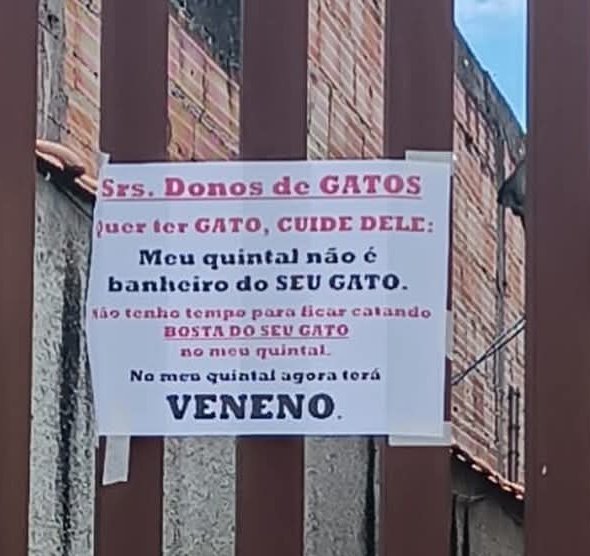 Srs. Donos de GATOS
Quer ter GATO, CUIDE DELE:
Meu quintal não é
banheiro do SEU GATO.
Não tenho tempo para ficar catando
BOSTA DO SEU GATO
no meu quintal.
No meu quintal agora terá
VENENO.